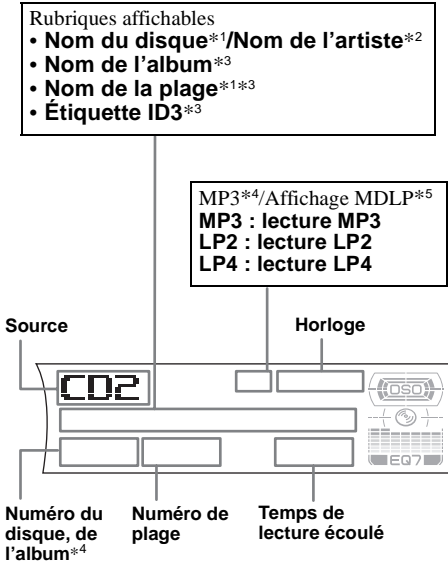 Rubriques affichables
• Nom du disque*1/Nom de l'artiste*2
• Nom de l'album*3
• Nom de la plage*1*3
• Étiquette ID3*3
MP3*4/Affichage MDLP*5
MP3 : lecture MP3
LP2 : lecture LP2
LP4 : lecture LP4
Source
Horloge
CD2
OSO
EQ7
Numéro du
disque, de
l'album*4
Numéro de
plage
Temps de
lecture écoulé